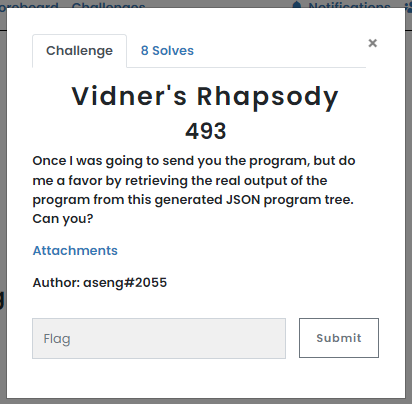 oreboard Challenges Notifications
Challenge 8 Solves ×
Vidner's Rhapsody
493
Once I was going to send you the program, but do
me a favor by retrieving the real output of the
program from this generated JSON program tree.
Can you?
Attachments
Author: aseng#2055
Flag Submit